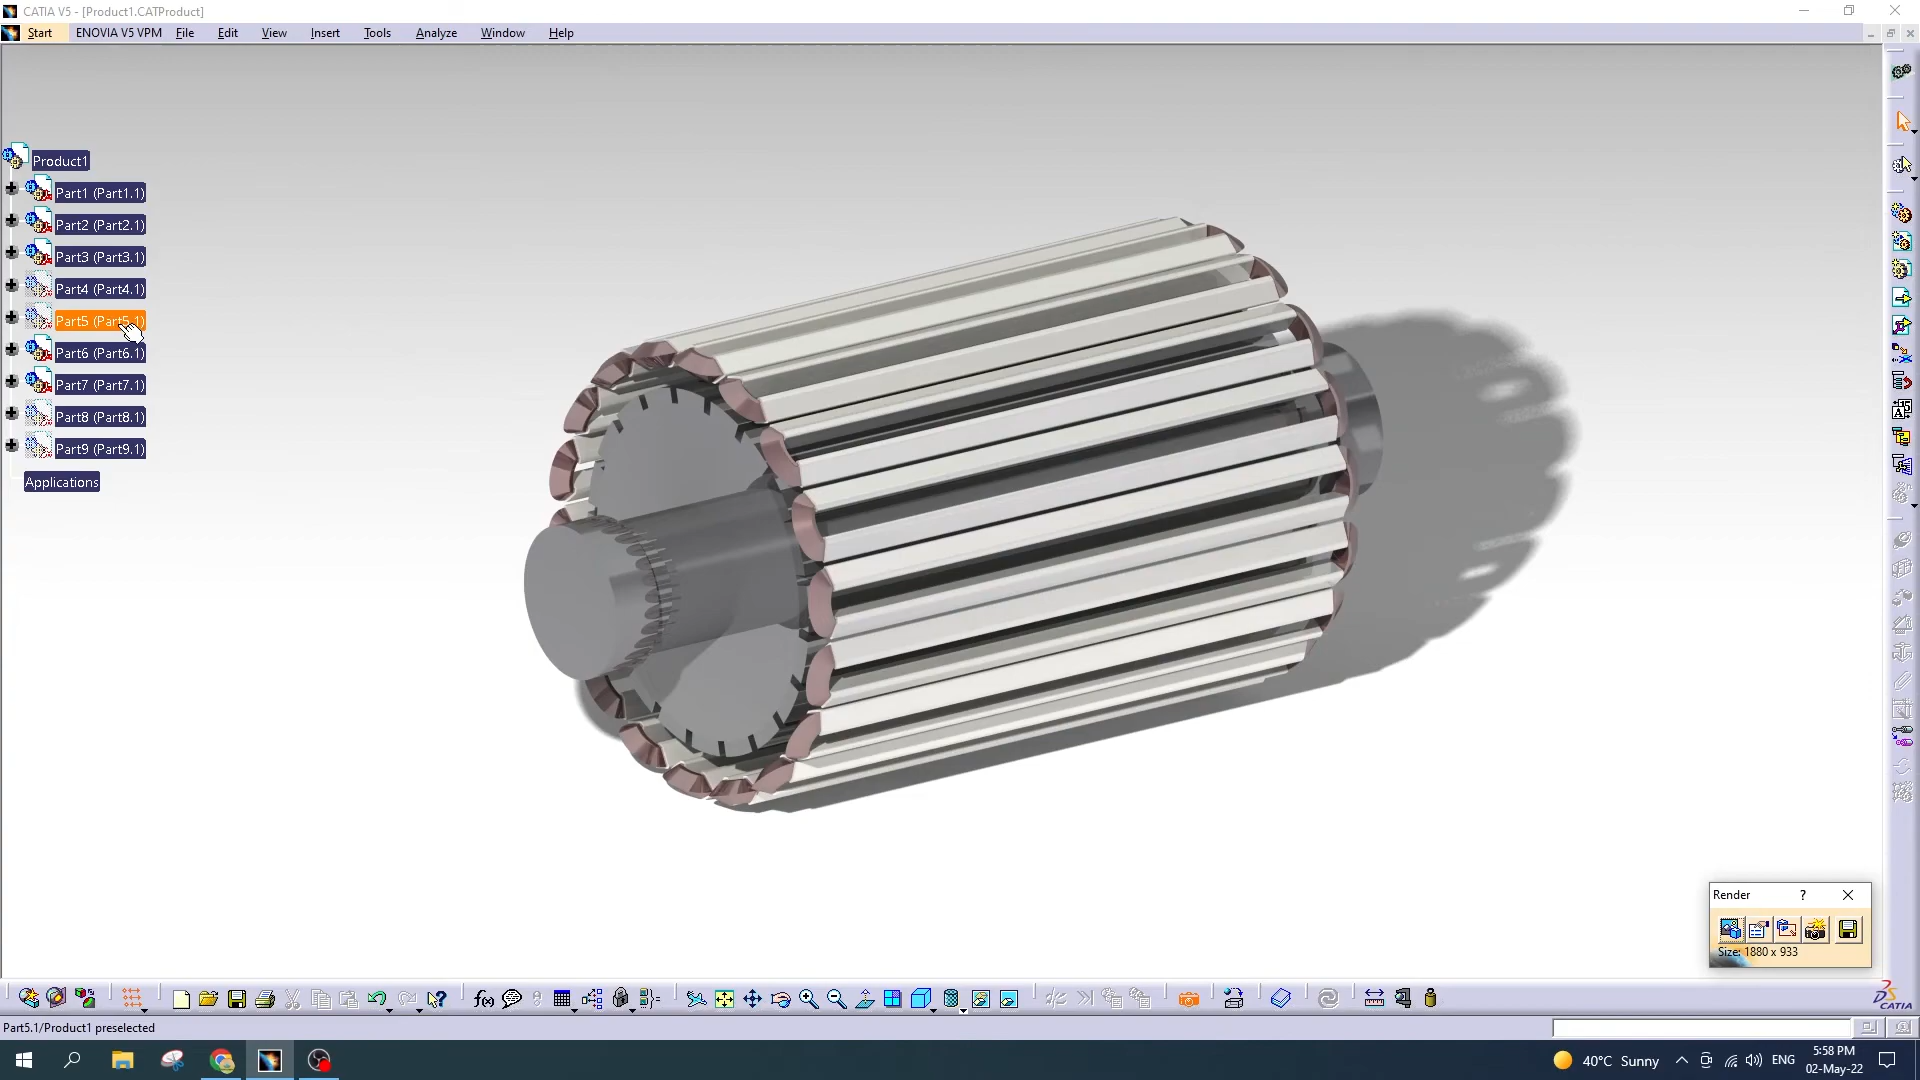 CATIA V5 - [Product1.CATProduct]
Start ENOVIA V5 VPM File Edit View Insert Tools Analyze Window Help
Product1
Part1 (Part1.1)
Part2 (Part2.1)
Part3 (Part3.1)
Part4 (Part4.1)
Part5 (Part5.1)
Part6 (Part6.1)
Part7 (Part7.1)
Part8 (Part8.1)
Part9 (Part9.1)
Applications
Render ?
Size: 1880 x 933
f(x)
CATIA
Part5.1/Product1 preselected
40°C Sunny
ENG
5:58 PM
02-May-22